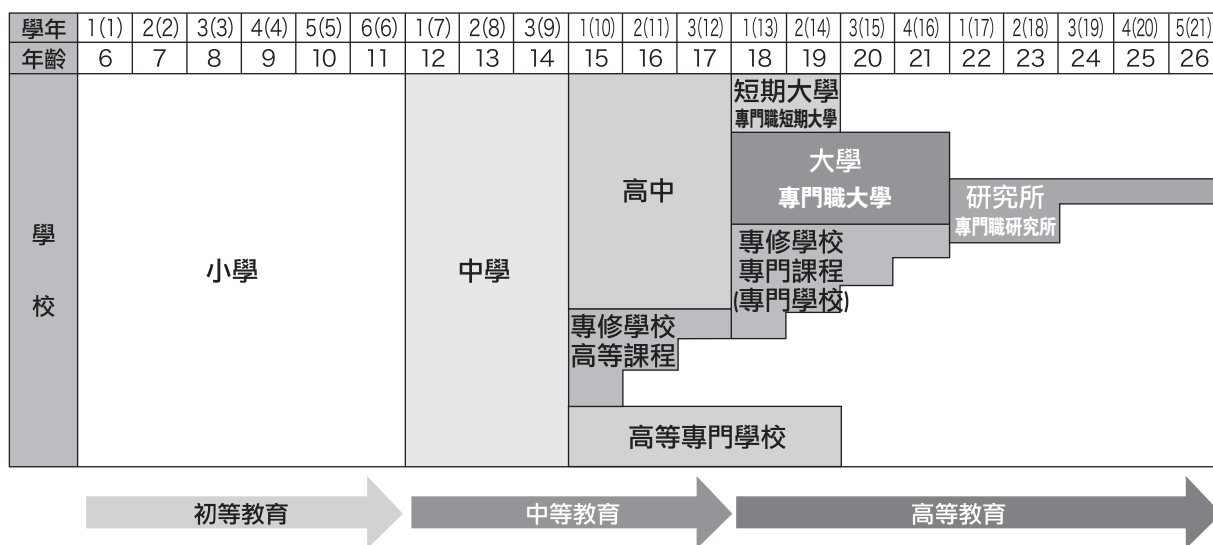 學年 1(1) 2(2) 3(3) 4(4) 5(5) 6(6) 1(7) 2(8) 3(9) 1(10) 2(11) 3(12) 1(13) 2(14) 3(15) 4(16) 1(17) 2(18) 3(19) 4(20) 5(21)
年齡 6 7 8 9 10 11 12 13 14 15 16 17 18 19 20 21 22 23 24 25 26
學校
小學
中學
高中
專修學校
高等課程
高等專門學校
短期大學
專門職短期大學
大學
專門職大學
專修學校
專門課程
(專門學校)
研究所
專門職研究所
初等教育
中等教育
高等教育